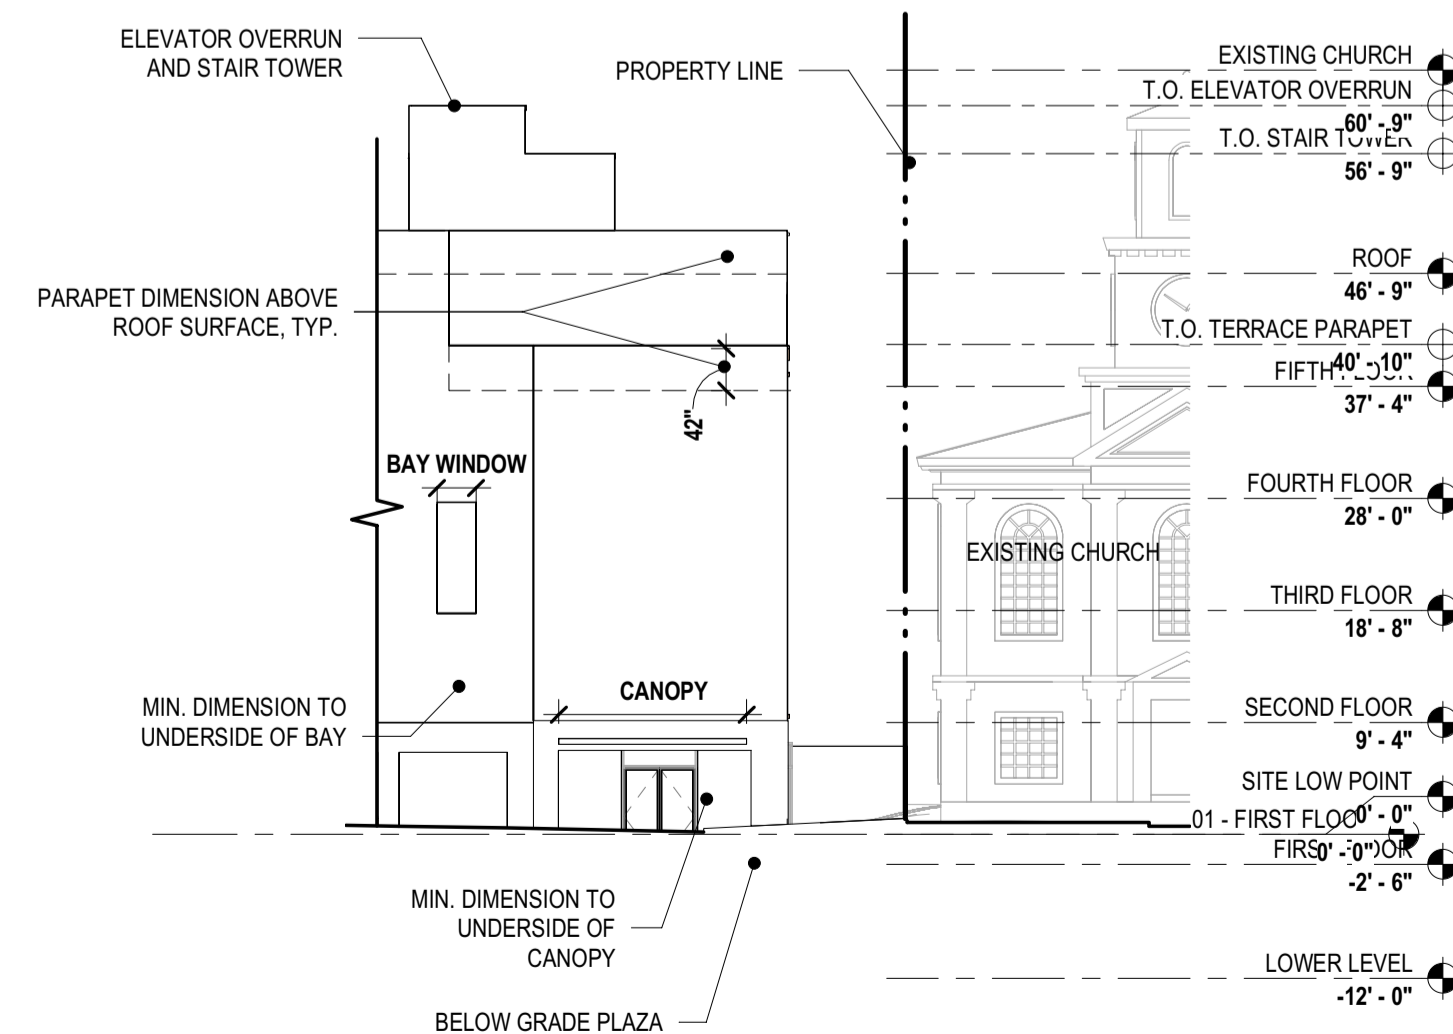 ELEVATOR OVERRUN
AND STAIR TOWER
PROPERTY LINE
PARAPET DIMENSION ABOVE
ROOF SURFACE, TYP.
42"
BAY WINDOW
CANOPY
MIN. DIMENSION TO
UNDERSIDE OF BAY
MIN. DIMENSION TO
UNDERSIDE OF
CANOPY
BELOW GRADE PLAZA
EXISTING CHURCH
EXISTING CHURCH
T.O. ELEVATOR OVERRUN
60' - 9"
T.O. STAIR TOWER
56' - 9"
ROOF
46' - 9"
T.O. TERRACE PARAPET
40' - 10"
FIFTH FLOOR
37' - 4"
FOURTH FLOOR
28' - 0"
THIRD FLOOR
18' - 8"
SECOND FLOOR
9' - 4"
SITE LOW POINT
0' - 0"
01 - FIRST FLOO
0' - 0"
FIRST FLOOR
-2' - 6"
LOWER LEVEL
-12' - 0"